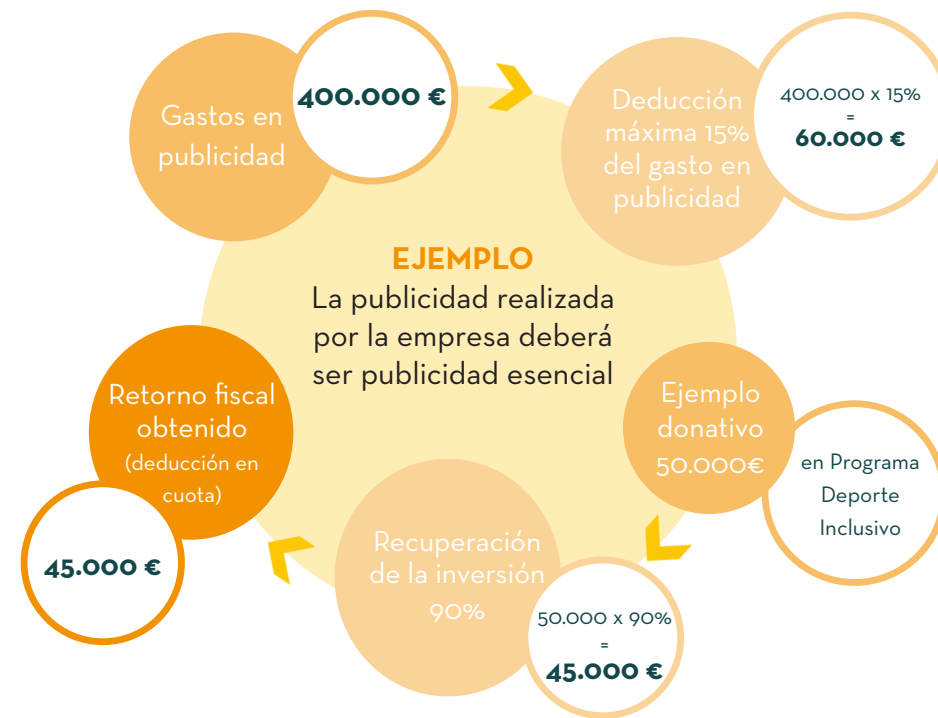 Gastos en
publicidad
400.000 €
Deducción
máxima 15%
del gasto en
publicidad
400.000 x 15%
=
60.000 €
EJEMPLO
La publicidad realizada
por la empresa deberá
ser publicidad esencial
Ejemplo
donativo
50.000€
en Programa
Deporte
Inclusivo
Recuperación
de la inversión
90%
50.000 x 90%
=
45.000 €
Retorno fiscal
obtenido
(deducción en
cuota)
45.000 €